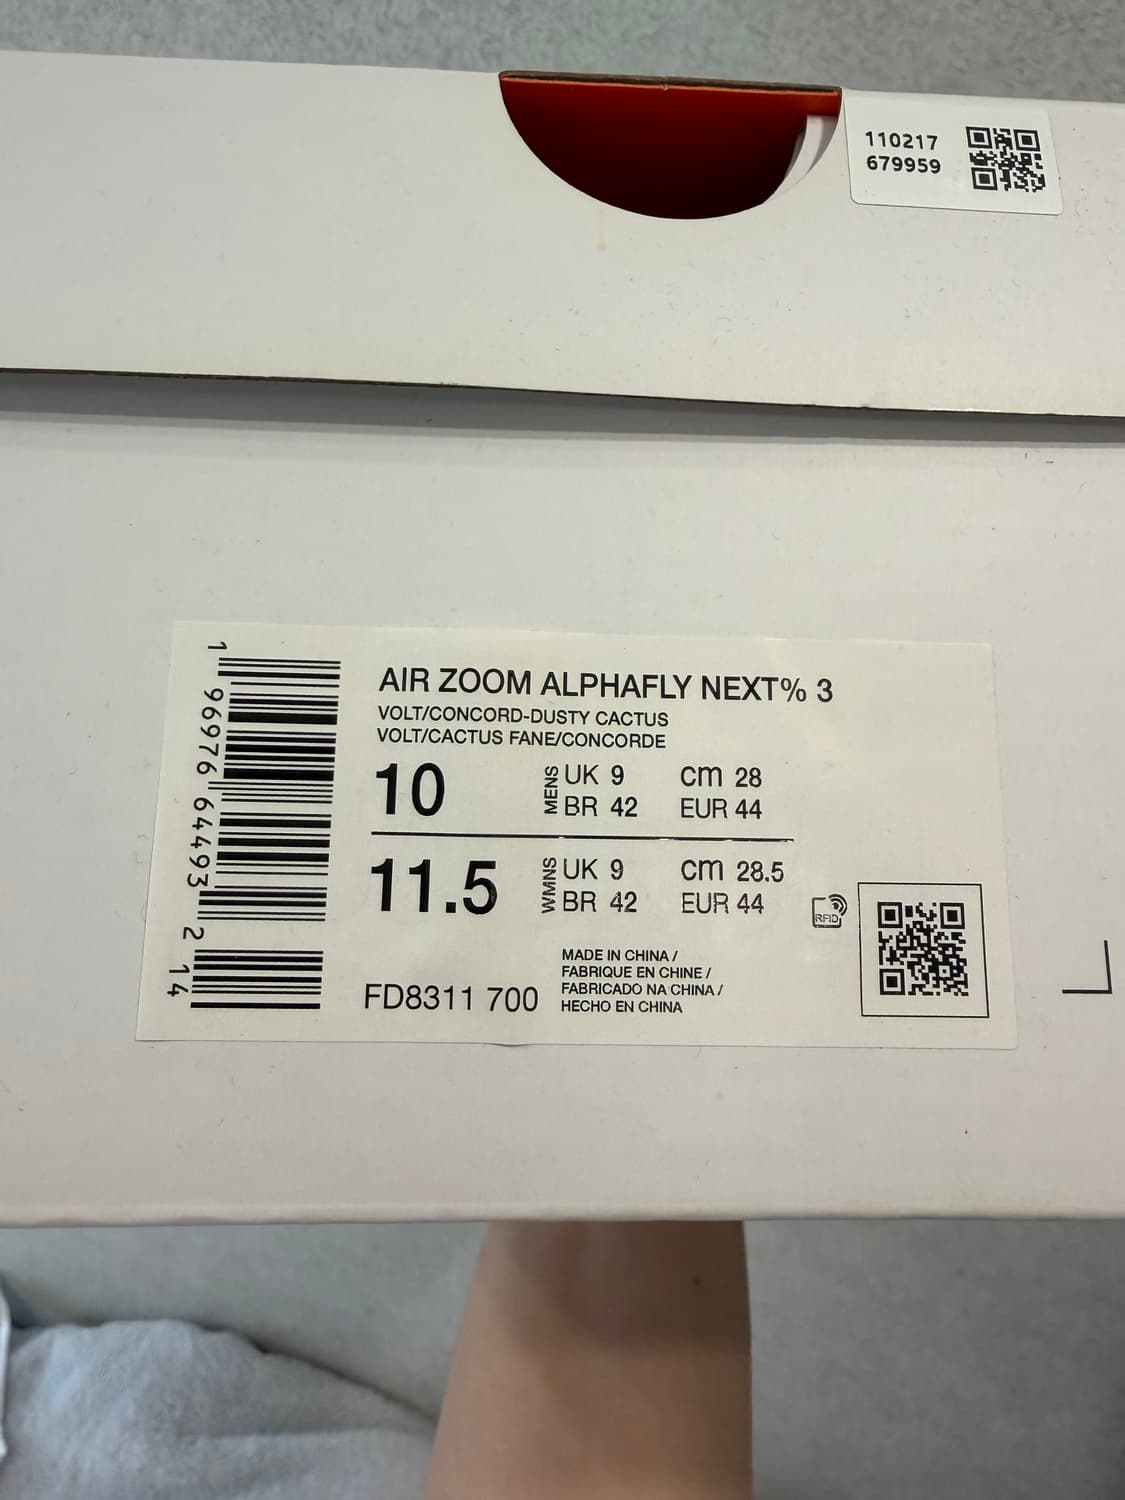 110217
679959
AIR ZOOM ALPHAFLY NEXT% 3
VOLT/CONCORD-DUSTY CACTUS
VOLT/CACTUS FANE/CONCORDE
10 MENS UK 9 cm 28
BR 42 EUR 44
11.5 WMNS UK 9 cm 28.5
BR 42 EUR 44
RFID
MADE IN CHINA /
FABRIQUE EN CHINE /
FABRICADO NA CHINA /
HECHO EN CHINA
FD8311 700
1 96976 64493 2 14